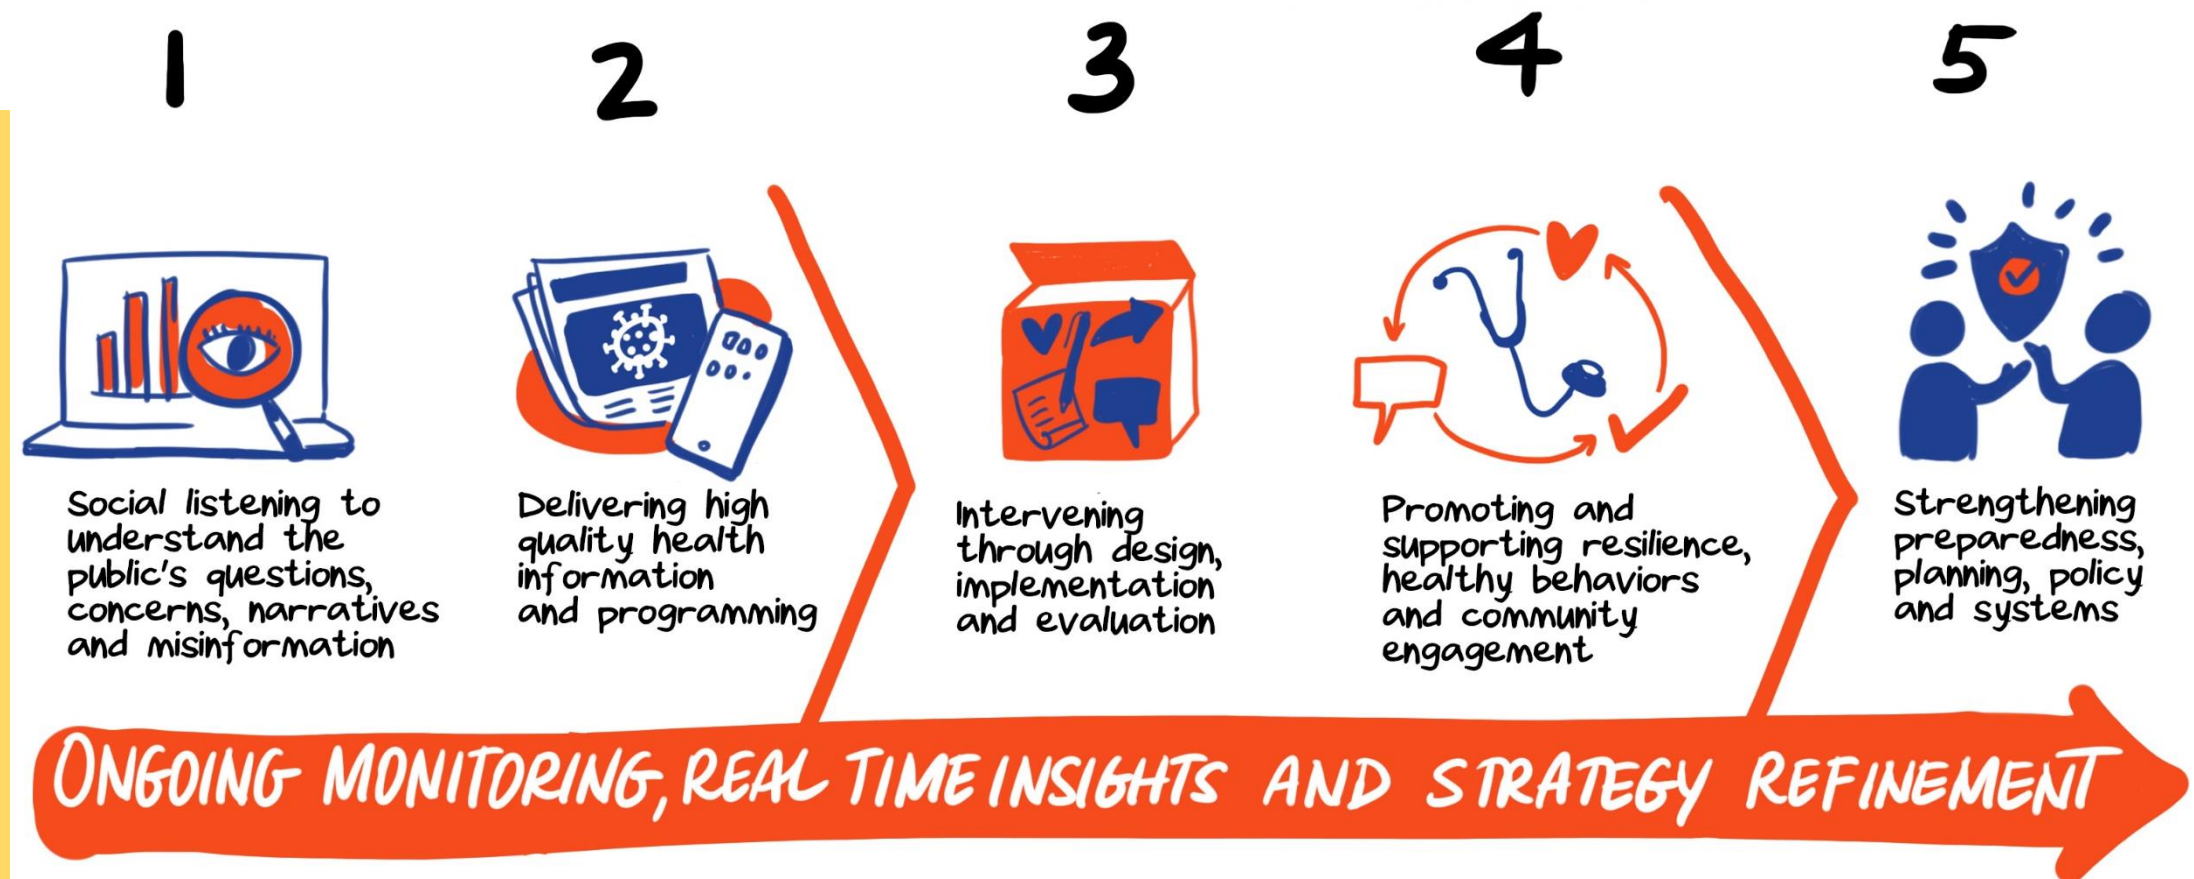 1
2
3
4
5
Social listening to
understand the
public's questions,
concerns, narratives
and misinformation
Delivering high
quality health
information
and programming
Intervening
through design,
implementation
and evaluation
Promoting and
supporting resilience,
healthy behaviors
and community
engagement
Strengthening
preparedness,
planning, policy
and systems
ONGOING MONITORING, REAL TIME INSIGHTS AND STRATEGY REFINEMENT